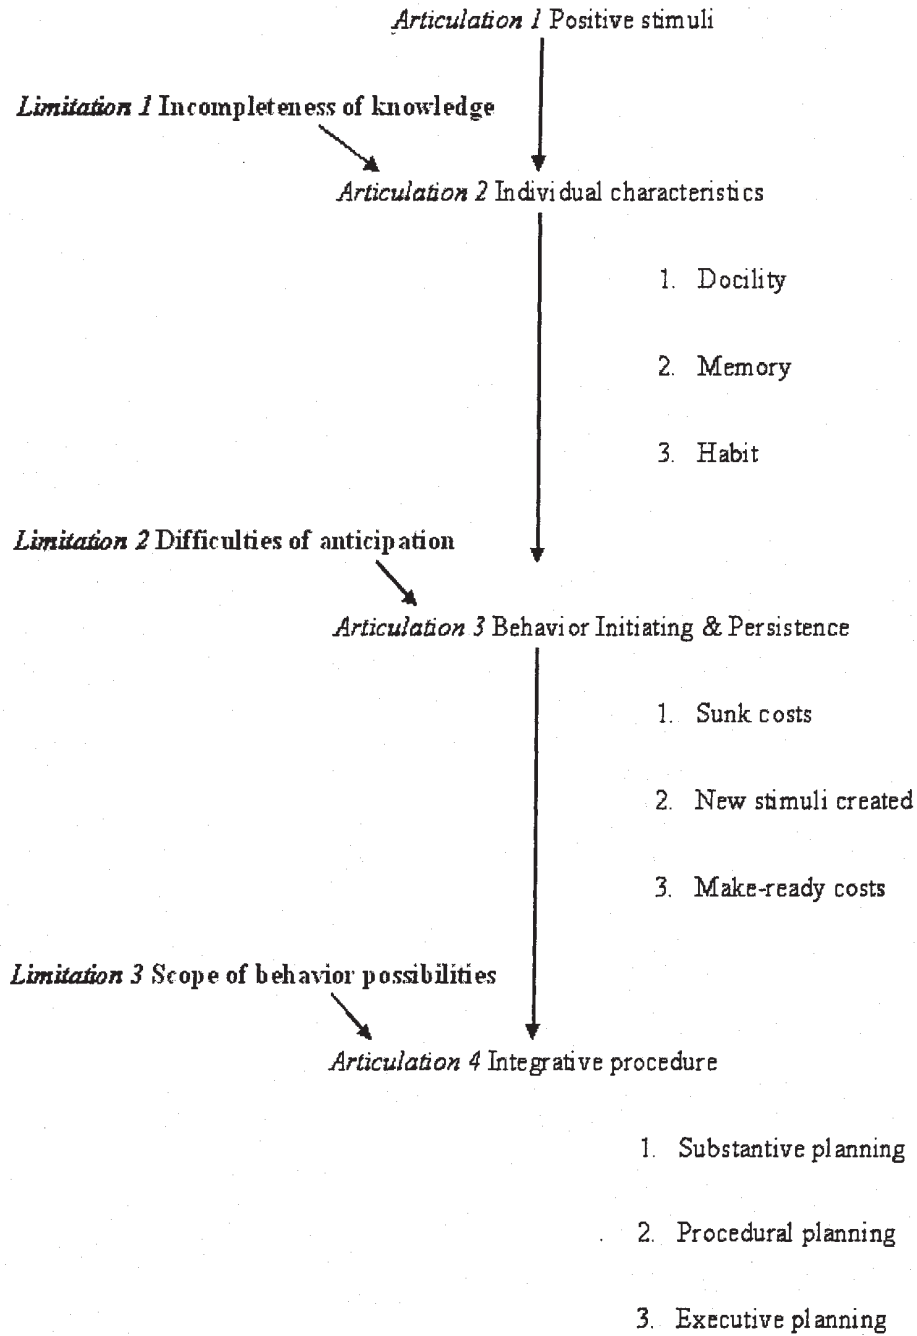 Articulation 1 Positive stimuli
Limitation 1 Incompleteness of knowledge
Articulation 2 Individual characteristics
1. Docility
2. Memory
3. Habit
Limitation 2 Difficulties of anticipation
Articulation 3 Behavior Initiating & Persistence
1. Sunk costs
2. New stimuli created
3. Make-ready costs
Limitation 3 Scope of behavior possibilities
Articulation 4 Integrative procedure
1. Substantive planning
2. Procedural planning
3. Executive planning